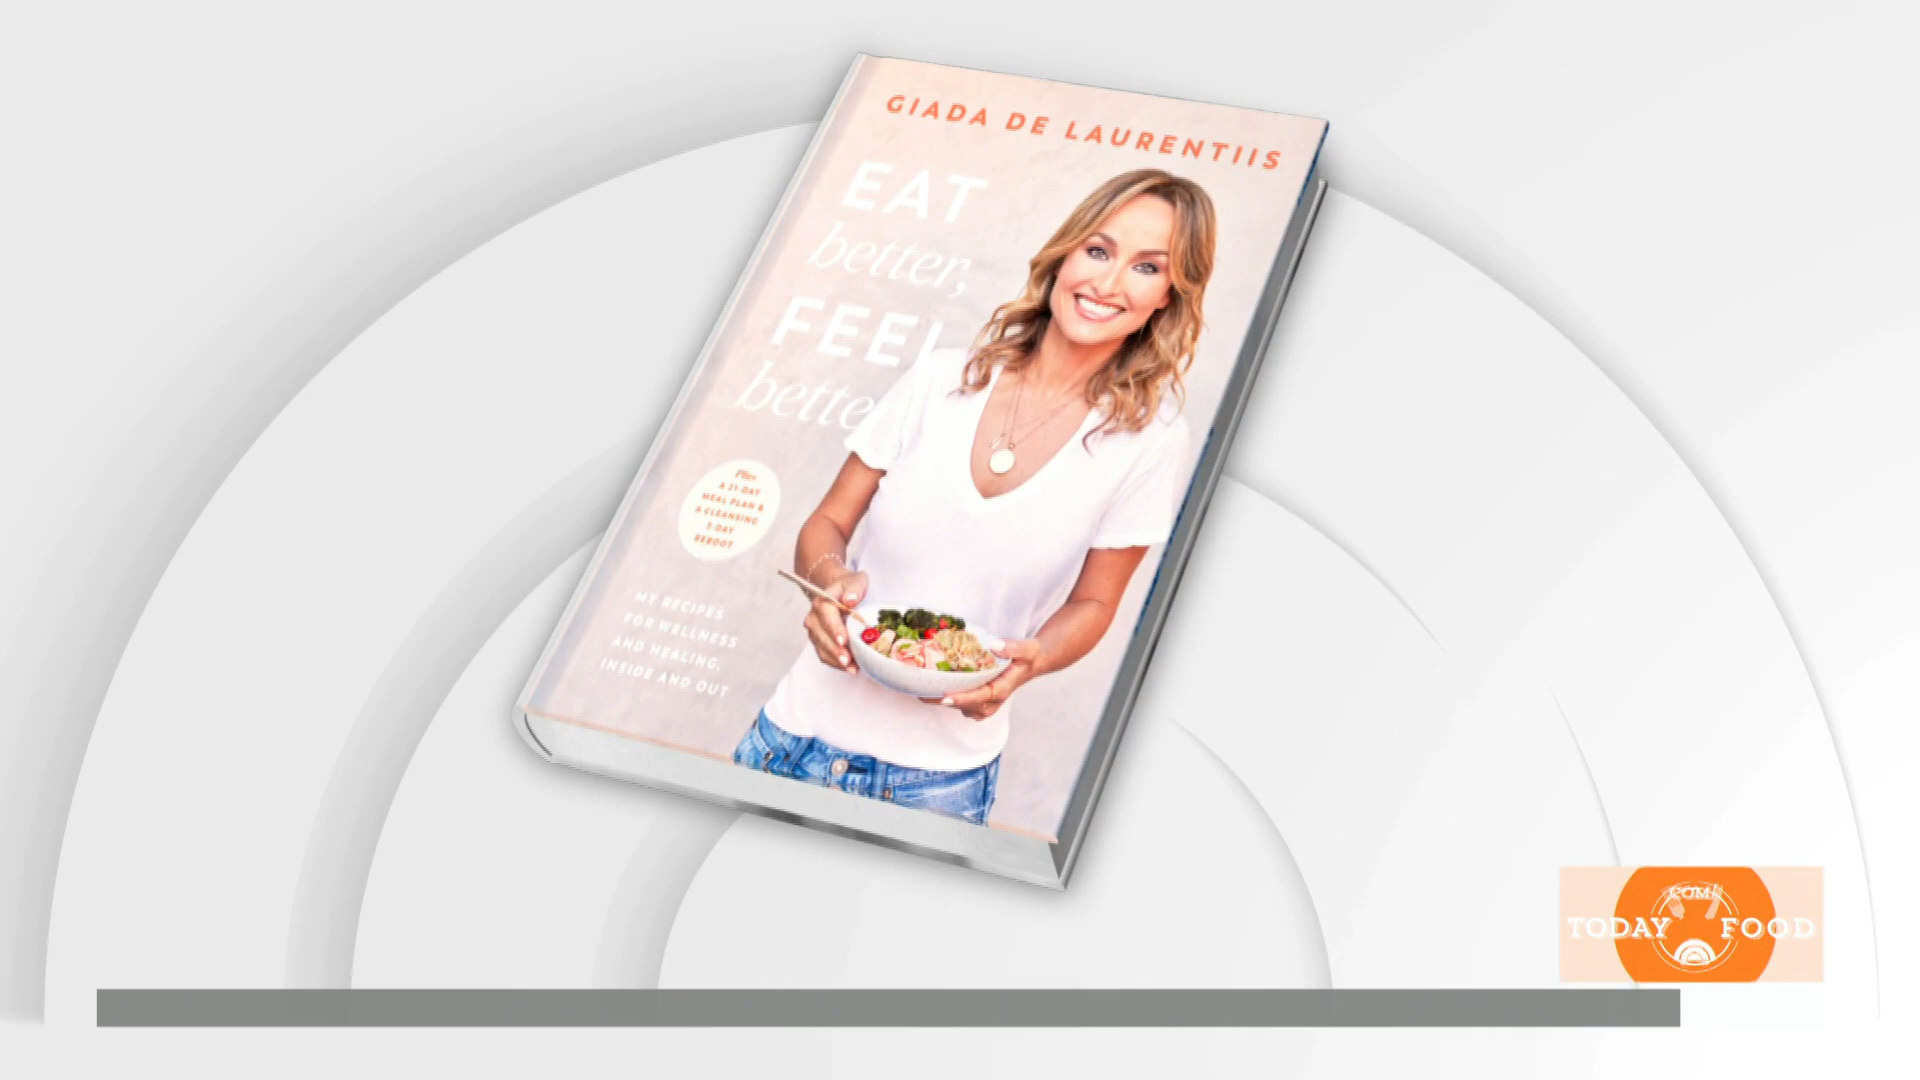 GIADA DE LAURENTIIS
EAT
better,
FEEL
bette
Plus
A 21-DAY
MEAL PLAN &
A CLEANSING
3-DAY
REBOOT
MY RECIPES
FOR WELLNESS
AND HEALING,
INSIDE AND OUT
.COM/
TODAY FOOD